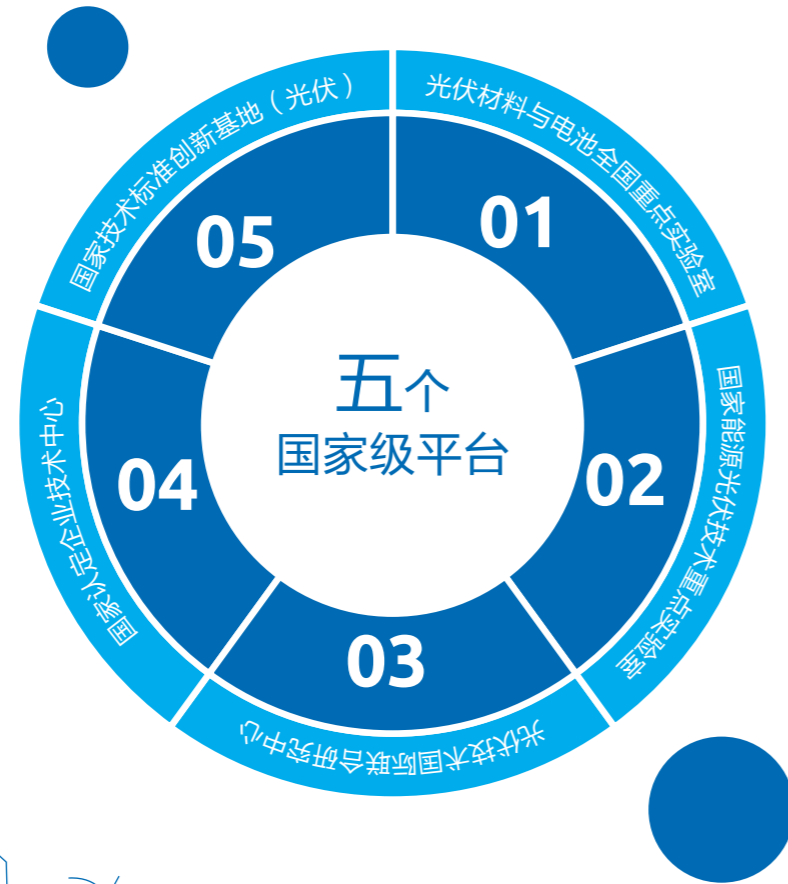 五个
国家级平台
01
光伏材料与电池全国重点实验室
02
国家能源光伏技术重点实验室
03
光伏技术国际联合研究中心
04
国家认定企业技术中心
05
国家技术标准创新基地（光伏）